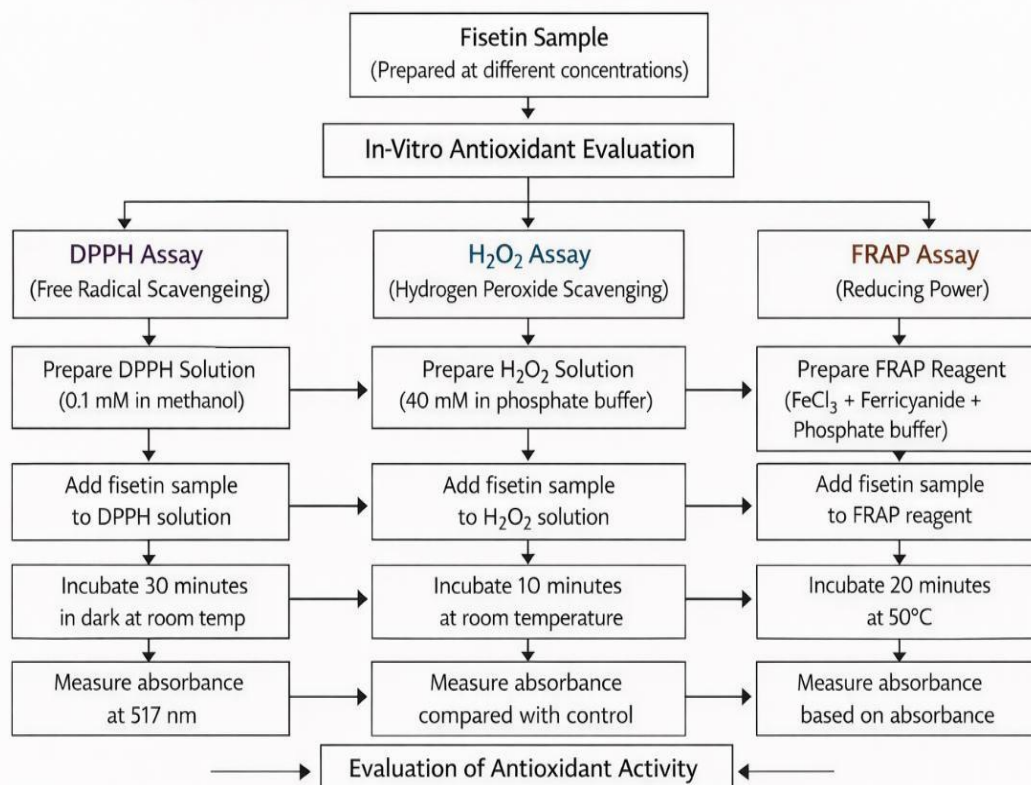 Fisetin Sample
(Prepared at different concentrations)
In-Vitro Antioxidant Evaluation
DPPH Assay
(Free Radical Scavengeing)
H₂O₂ Assay
(Hydrogen Peroxide Scavenging)
FRAP Assay
(Reducing Power)
Prepare DPPH Solution
(0.1 mM in methanol)
Prepare H₂O₂ Solution
(40 mM in phosphate buffer)
Prepare FRAP Reagent
(FeCl₃ + Ferricyanide +
Phosphate buffer)
Add fisetin sample
to DPPH solution
Add fisetin sample
to H₂O₂ solution
Add fisetin sample
to FRAP reagent
Incubate 30 minutes
in dark at room temp
Incubate 10 minutes
at room temperature
Incubate 20 minutes
at 50°C
Measure absorbance
at 517 nm
Measure absorbance
compared with control
Measure absorbance
based on absorbance
Evaluation of Antioxidant Activity